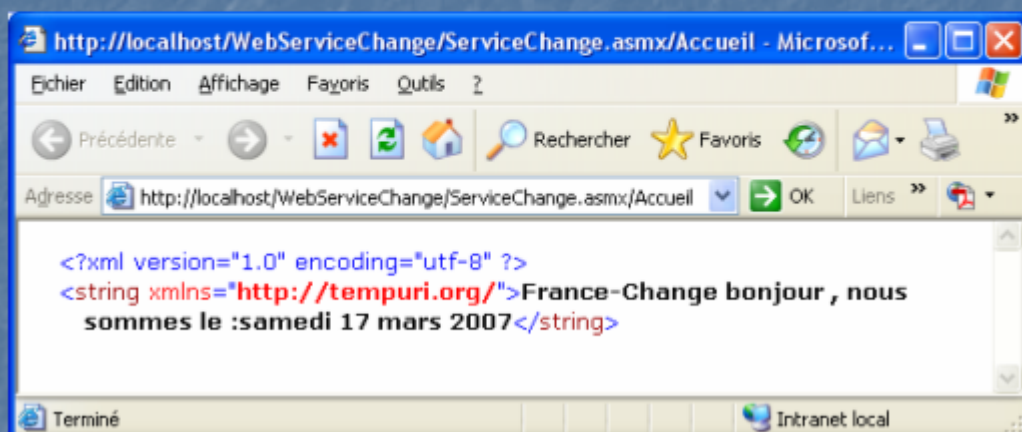 http://localhost/WebServiceChange/ServiceChange.asmx/Accueil - Microsof...
Fichier Edition Affichage Favoris Outils ?
Précédente Rechercher Favoris »
Adresse http://localhost/WebServiceChange/ServiceChange.asmx/Accueil OK Liens »
<?xml version="1.0" encoding="utf-8" ?>
<string xmlns="http://tempuri.org/">France-Change bonjour , nous
sommes le :samedi 17 mars 2007</string>
Terminé Intranet local